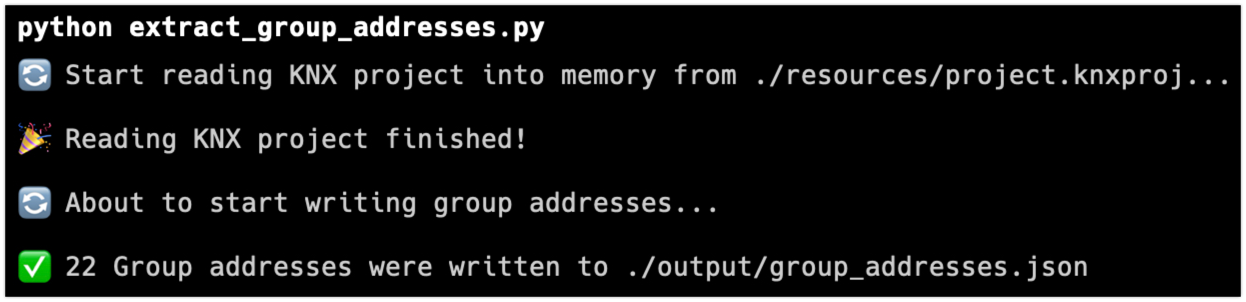 python extract_group_addresses.py
🔄 Start reading KNX project into memory from ./resources/project.knxproj...
🎉 Reading KNX project finished!
🔄 About to start writing group addresses...
✅ 22 Group addresses were written to ./output/group_addresses.json